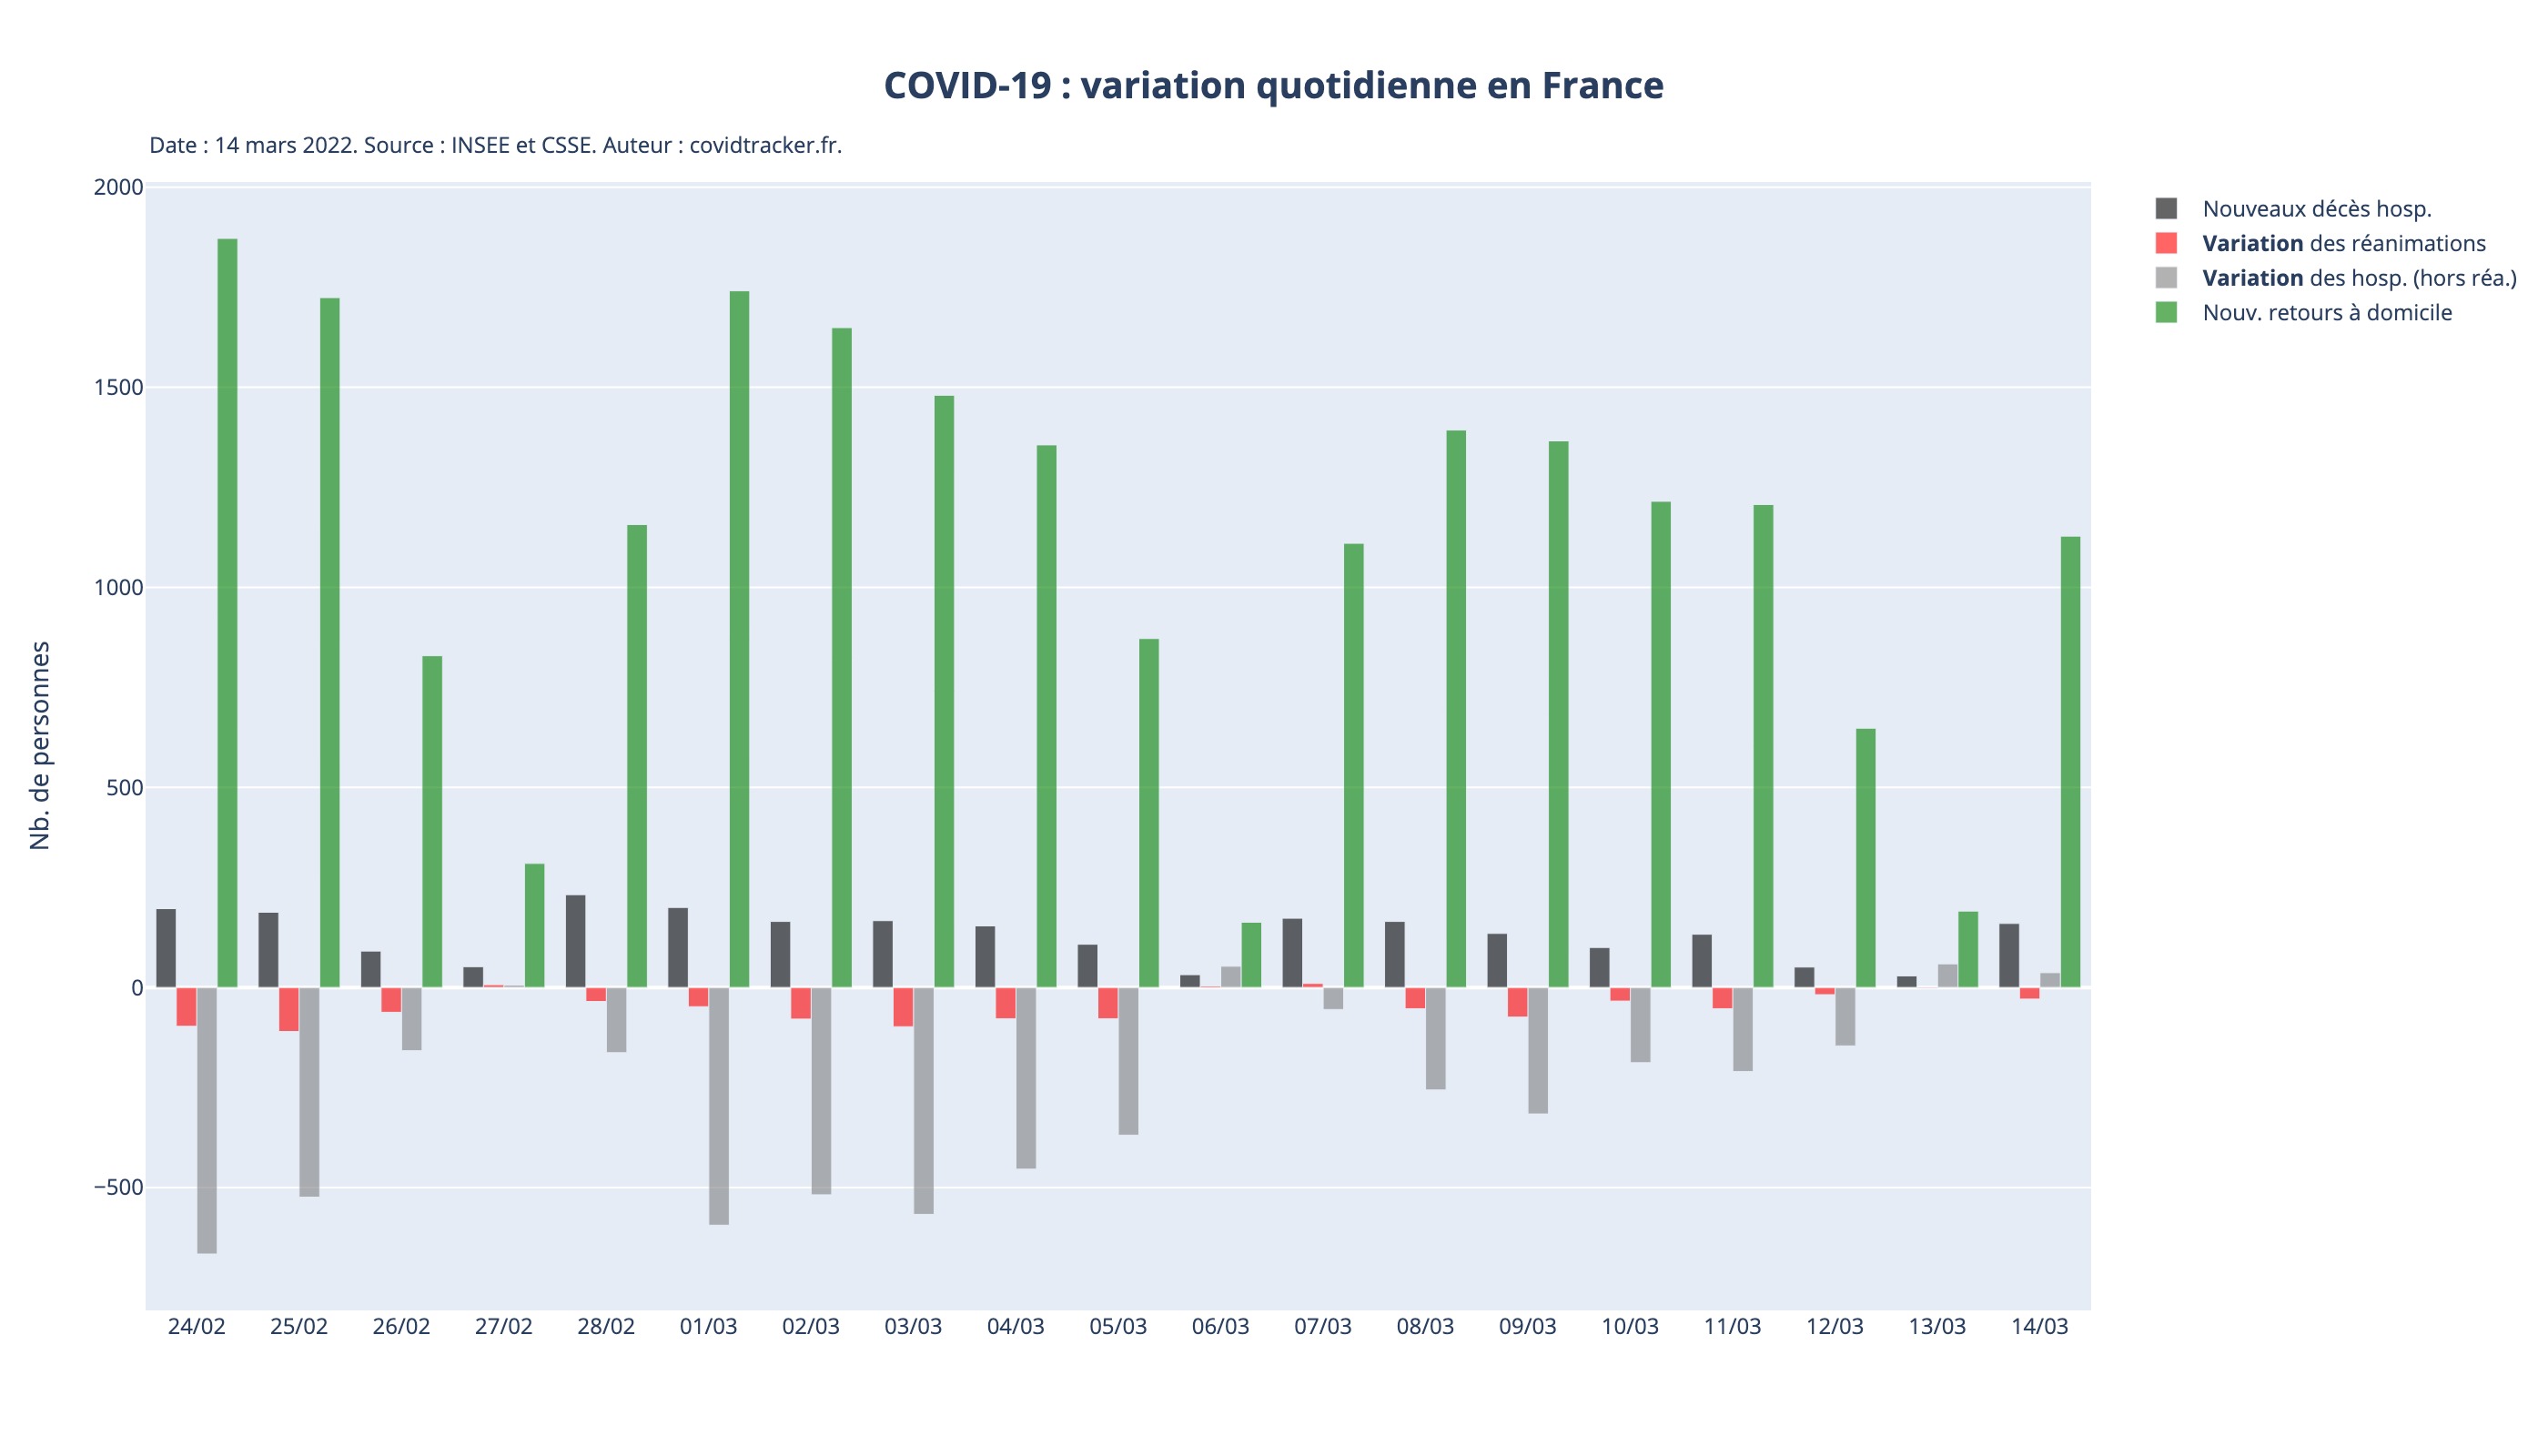 COVID-19 : variation quotidienne en France
Date : 14 mars 2022. Source : INSEE et CSSE. Auteur : covidtracker.fr.
Nb. de personnes
2000
1500
1000
500
0
−500
24/02 25/02 26/02 27/02 28/02 01/03 02/03 03/03 04/03 05/03 06/03 07/03 08/03 09/03 10/03 11/03 12/03 13/03 14/03
Nouveaux décès hosp.
Variation des réanimations
Variation des hosp. (hors réa.)
Nouv. retours à domicile